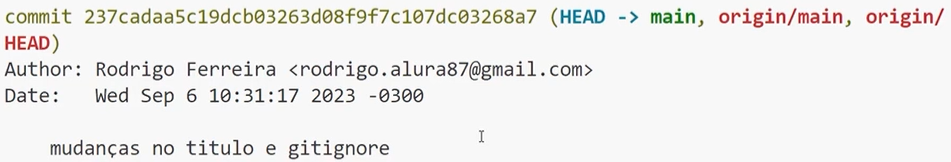 commit 237cadaa5c19dcb03263d08f9f7c107dc03268a7 (HEAD -> main, origin/main, origin/
HEAD)
Author: Rodrigo Ferreira <rodrigo.alura87@gmail.com>
Date:   Wed Sep 6 10:31:17 2023 -0300
mudanças no titulo e gitignore